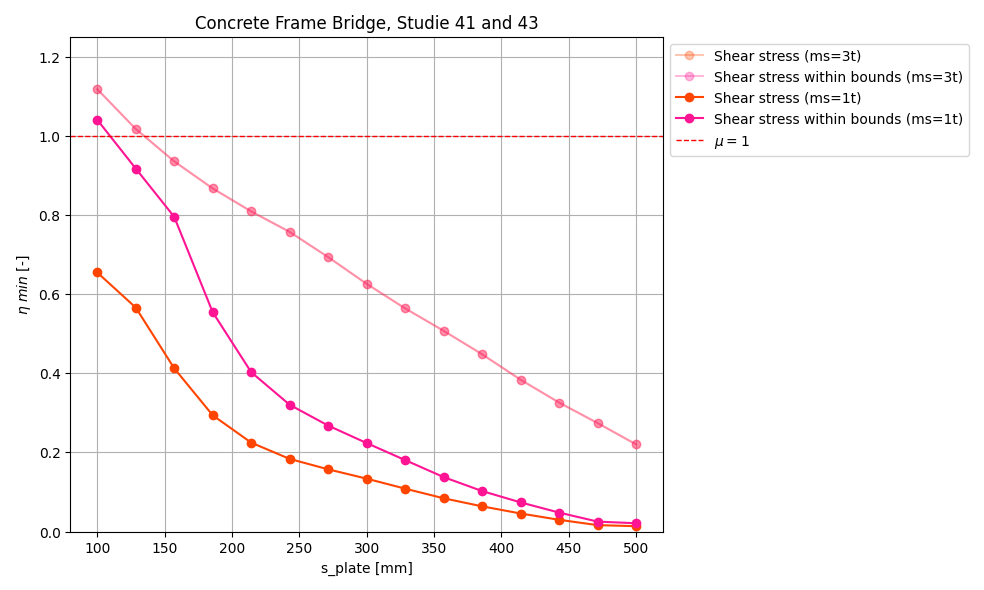 Concrete Frame Bridge, Studie 41 and 43
1.2
1.0
0.8
0.6
0.4
0.2
0.0
η min [-]
100 150 200 250 300 350 400 450 500
s_plate [mm]
Shear stress (ms=3t)
Shear stress within bounds (ms=3t)
Shear stress (ms=1t)
Shear stress within bounds (ms=1t)
μ = 1